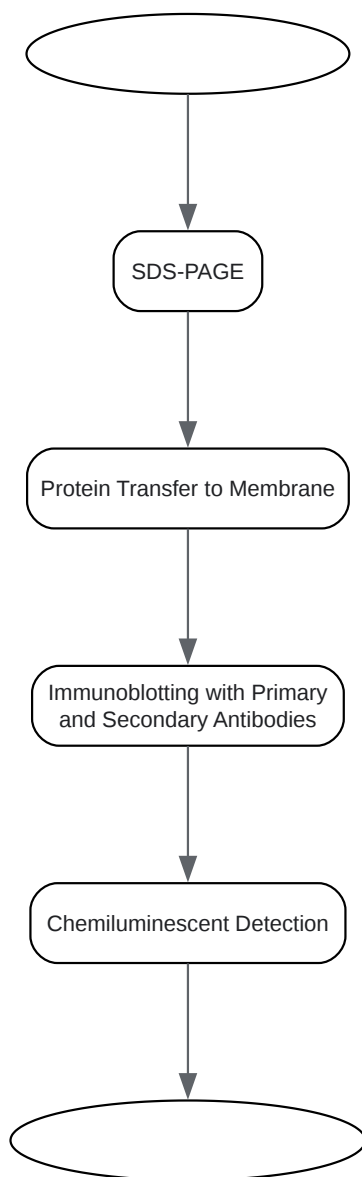 SDS-PAGE
Protein Transfer to Membrane
Immunoblotting with Primary
and Secondary Antibodies
Chemiluminescent Detection